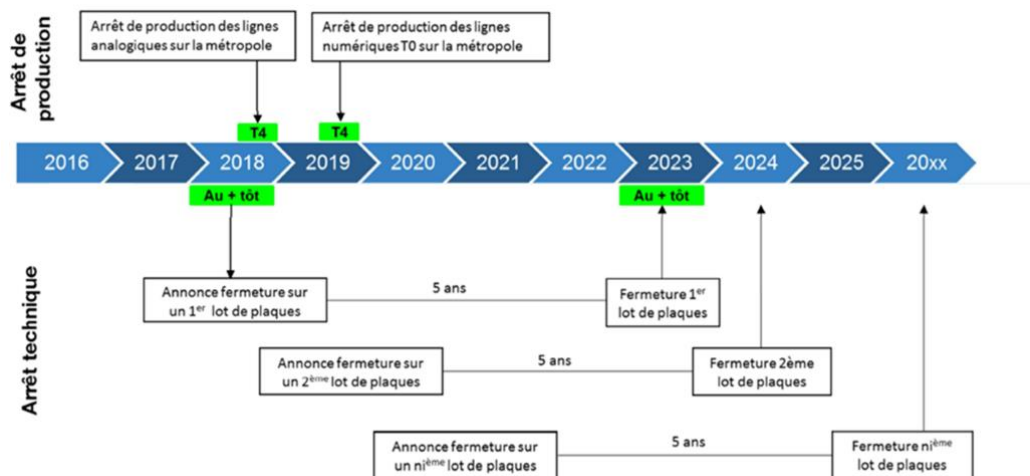 Arrêt de
production
Arrêt de production des lignes
analogiques sur la métropole
Arrêt de production des lignes
numériques T0 sur la métropole
T4
T4
2016
2017
2018
2019
2020
2021
2022
2023
2024
2025
20xx
Au + tôt
Au + tôt
Arrêt technique
Annonce fermeture sur
un 1er lot de plaques
5 ans
Fermeture 1er
lot de plaques
Annonce fermeture sur
un 2ème lot de plaques
5 ans
Fermeture 2ème
lot de plaques
Annonce fermeture sur
un nième lot de plaques
5 ans
Fermeture nième
lot de plaques